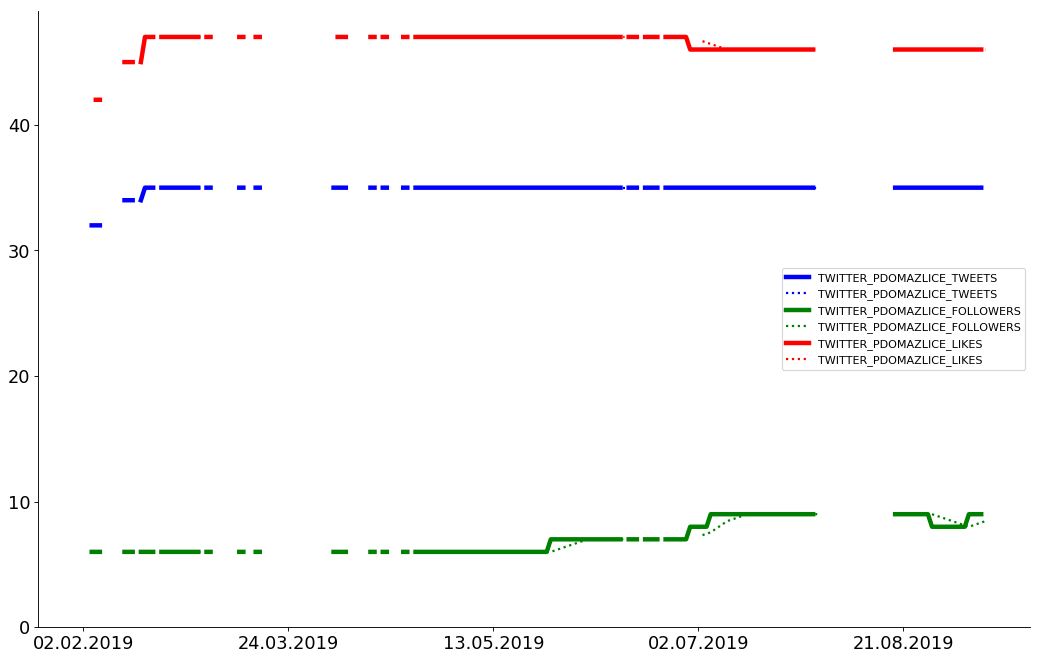 40
30
20
10
0
TWITTER_PDOMAZLICE_TWEETS
TWITTER_PDOMAZLICE_TWEETS
TWITTER_PDOMAZLICE_FOLLOWERS
TWITTER_PDOMAZLICE_FOLLOWERS
TWITTER_PDOMAZLICE_LIKES
TWITTER_PDOMAZLICE_LIKES
02.02.2019 24.03.2019 13.05.2019 02.07.2019 21.08.2019